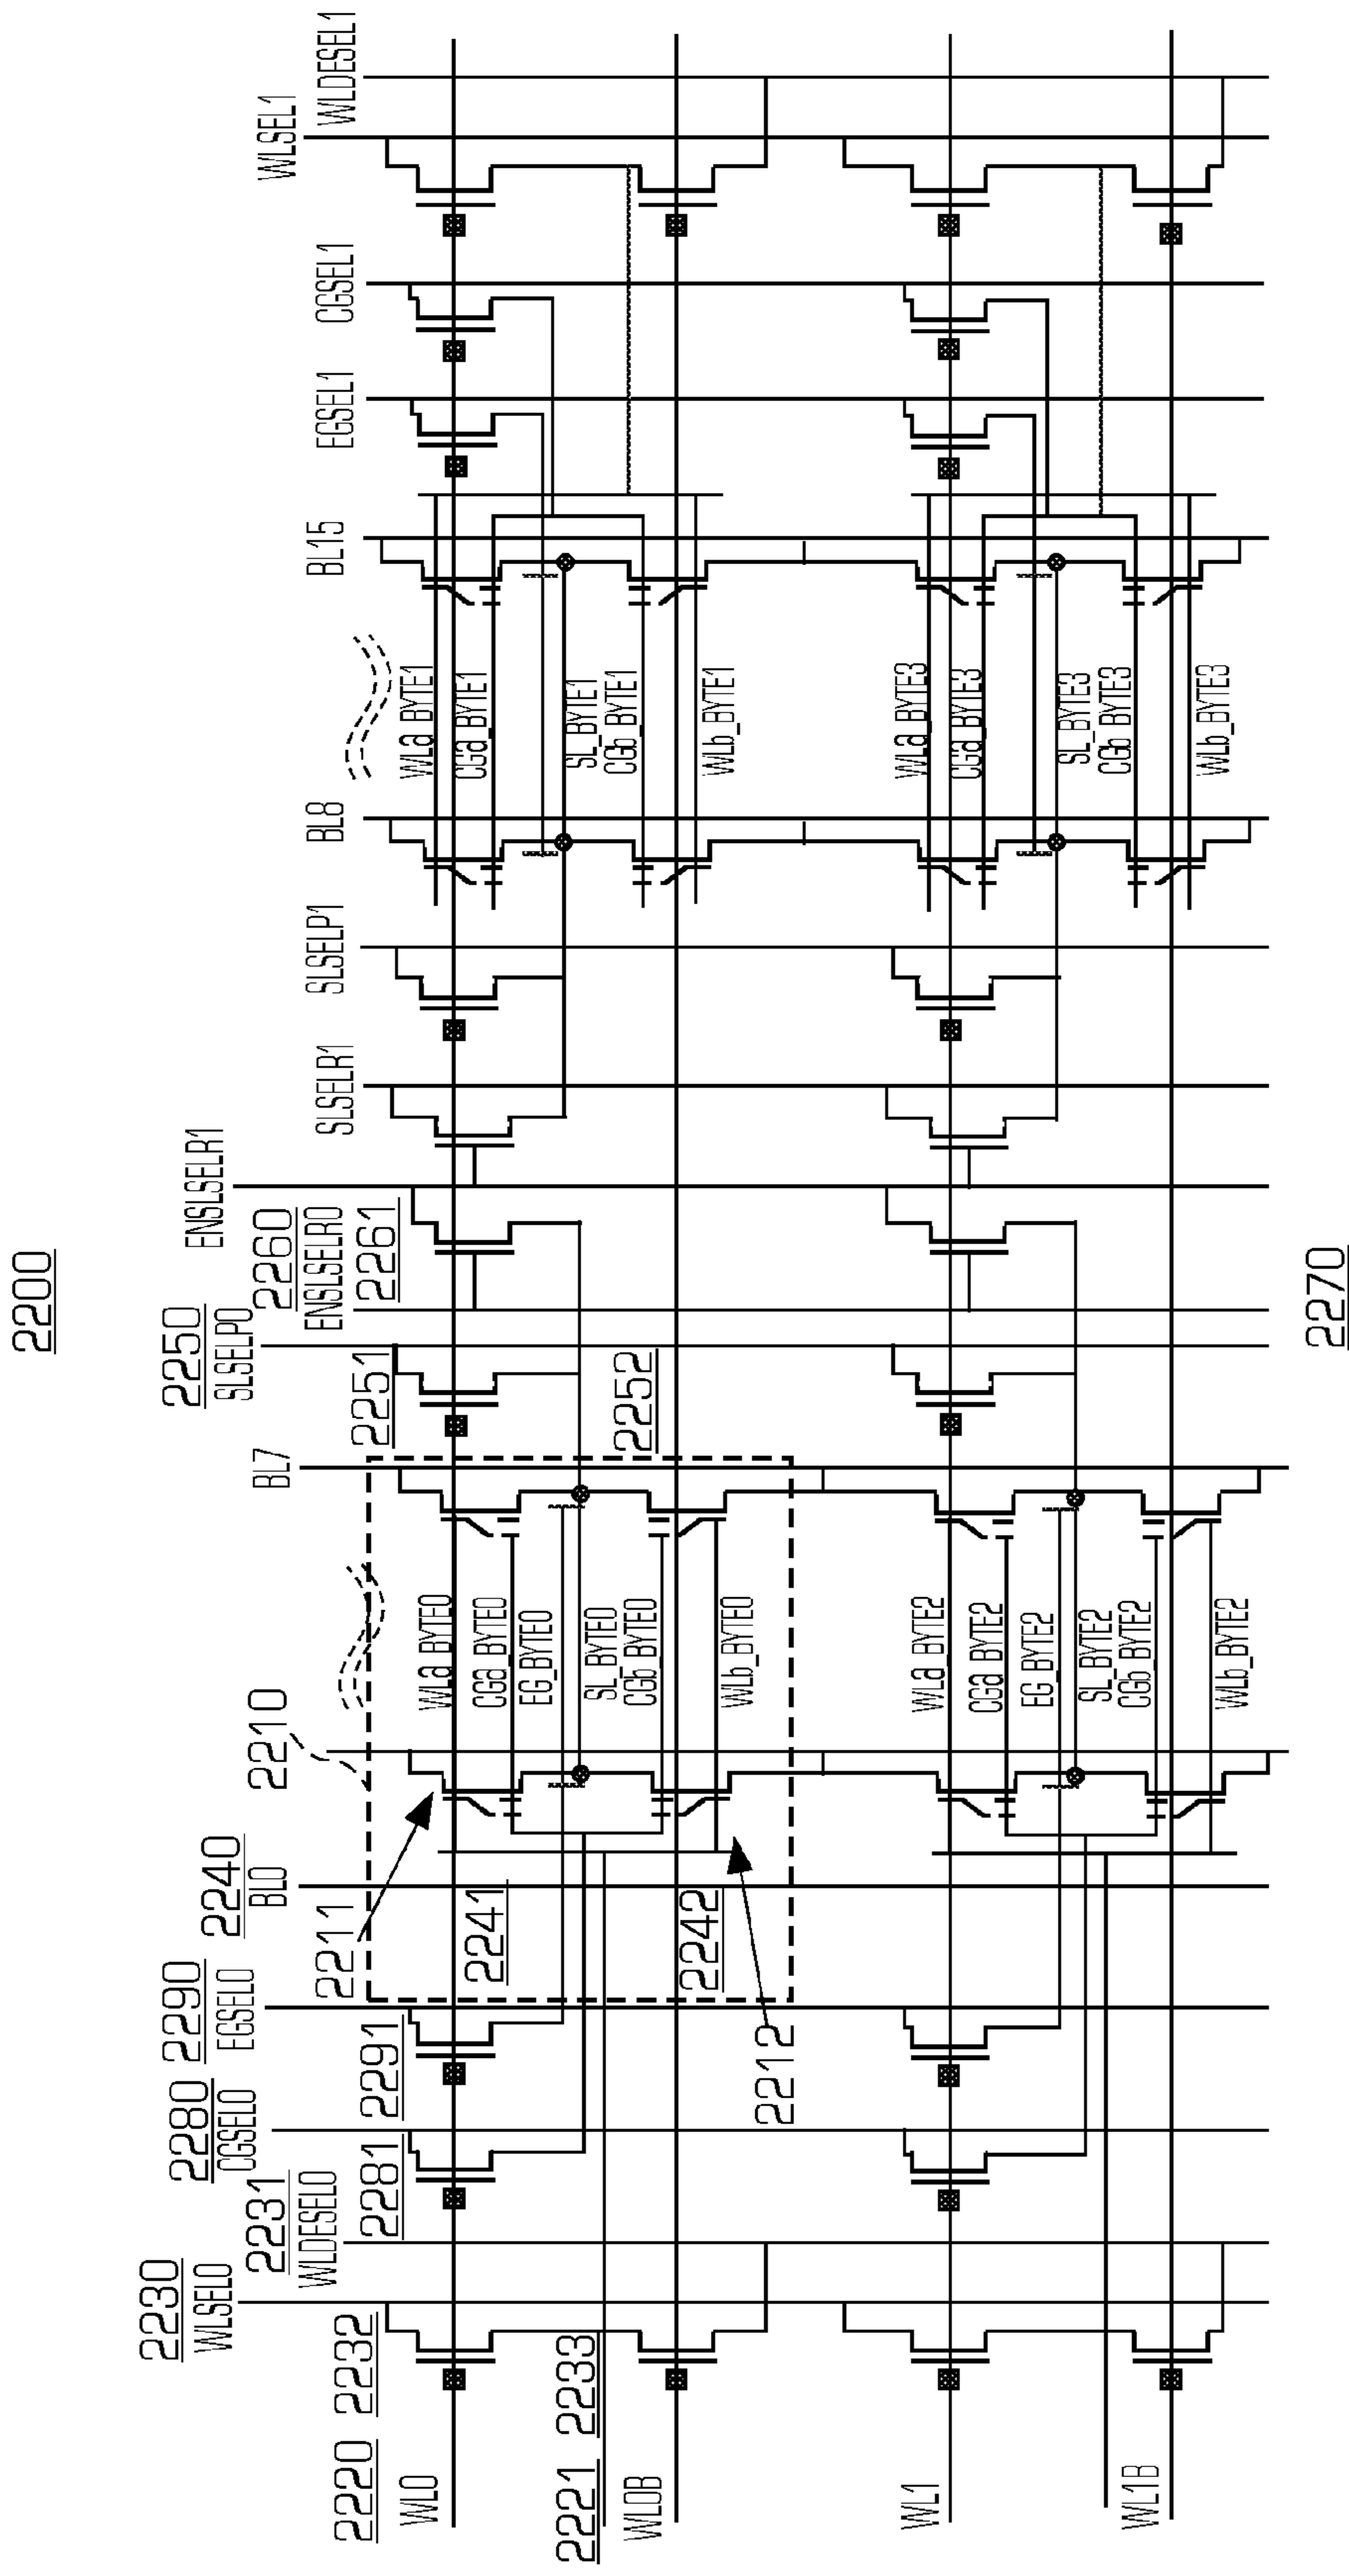 2200
2230
WLSEL0
2231
WLDESEL0
2280
CGSEL0
2290
EGSEL0
2240
BL0
2210
BL7
2250
SLSELP0
2260
ENSLSELR0
2261
ENSLSELR1
SLSELR1
SLSELP1
BL8
BL15
EGSEL1
CGSEL1
WLSEL1
WLDESEL1
2220
2232
2281
2291
2211
2251
WL0
WLa_BYTE0
WLa_BYTE1
2241
CGa_BYTE0
CGa_BYTE1
EG_BYTE0
2221
2233
SL_BYTE0
SL_BYTE1
CGb_BYTE0
CGb_BYTE1
2252
WL0B
2242
WLb_BYTE0
WLb_BYTE1
2212
WL1
WLa_BYTE2
WLa_BYTE3
CGa_BYTE2
CGa_BYTE3
EG_BYTE2
SL_BYTE2
SL_BYTE3
CGb_BYTE2
CGb_BYTE3
WL1B
WLb_BYTE2
WLb_BYTE3
2270